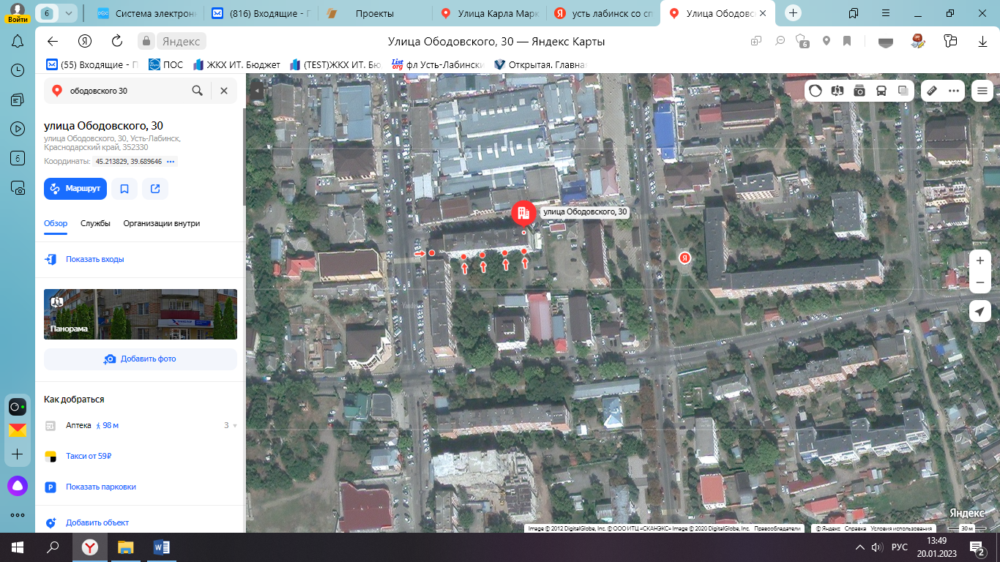 Войти
6
Система электрон
(816) Входящие - П
Проекты
Улица Карла Марк
усть лабинск со сп
Улица Ободовск
Яндекс
Улица Ободовского, 30 — Яндекс Карты
6
(55) Входящие - П
ПОС
ЖКХ ИТ. Бюджет
(TEST)ЖКХ ИТ. Бю
List org
фл Усть-Лабински
Открытая. Главна
ободовского 30
улица Ободовского, 30
улица Ободовского, 30, Усть-Лабинск,
Краснодарский край, 352330
Координаты: 45.213829, 39.689646 •••
6
Маршрут
Обзор
Службы
Организации внутри
Показать входы
Панорама
Добавить фото
Как добраться
Аптека 98 м
3
Такси от 59₽
Показать парковки
Добавить объект
улица Ободовского, 30
Я
Яндекс
Image © 2012 DigitalGlobe, Inc. © ООО ИТЦ «СКАНЭКС» Image © 2020 DigitalGlobe, Inc. Правообладатели
© Яндекс Справка Условия использования
30 м
РУС
13:49
20.01.2023
2